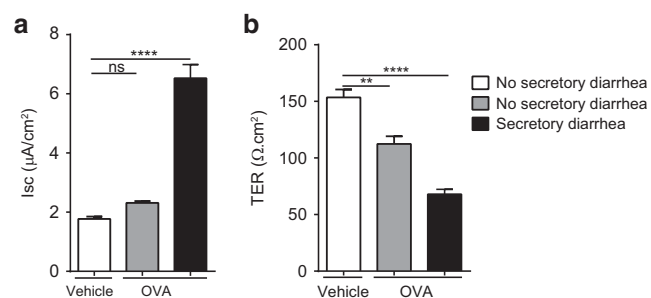 a
****
ns
8
6
4
2
0
Isc (µA/cm²)
Vehicle
OVA
b
****
**
200
150
100
50
0
TER (Ω.cm²)
Vehicle
OVA
No secretory diarrhea
No secretory diarrhea
Secretory diarrhea